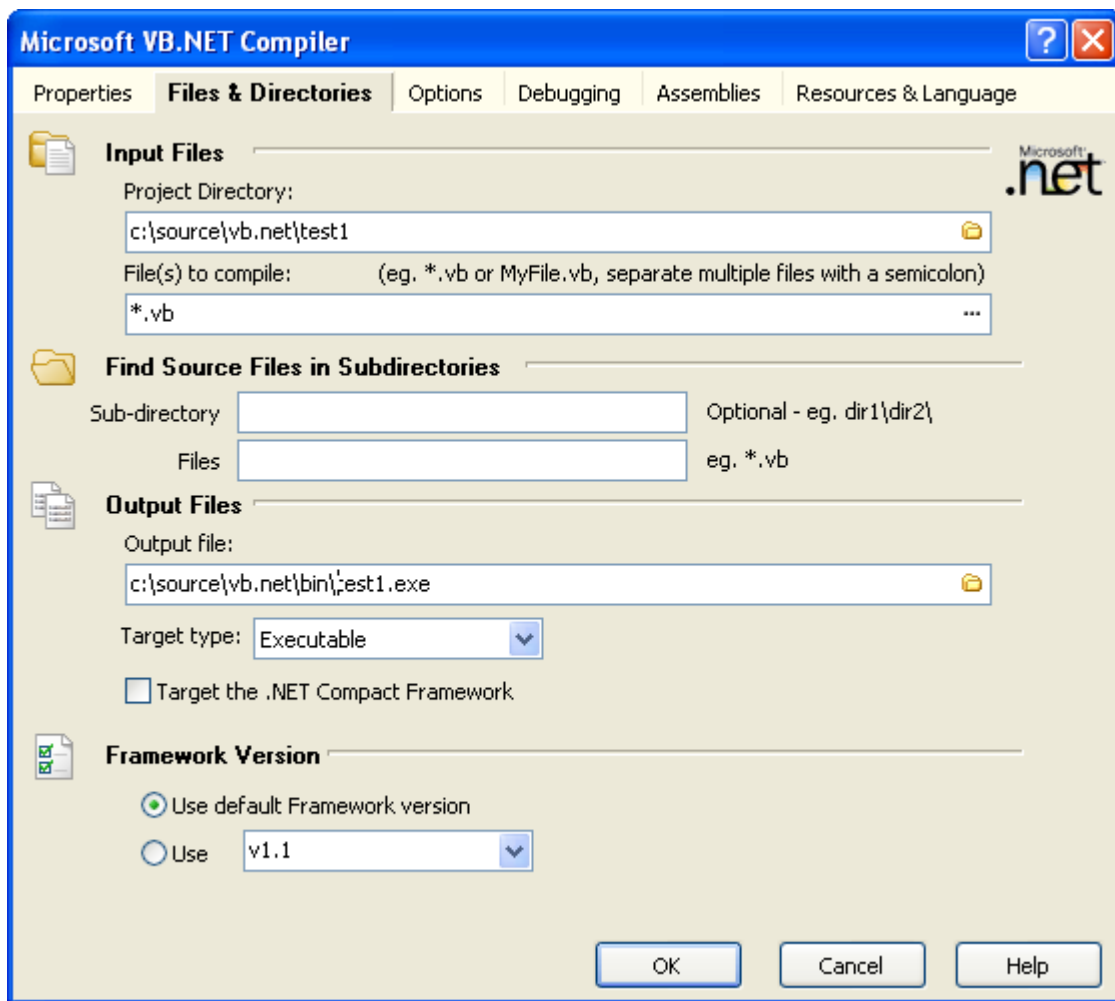 Microsoft VB.NET Compiler
Properties Files & Directories Options Debugging Assemblies Resources & Language
Input Files
Microsoft
.net
Project Directory:
c:\source\vb.net\test1
File(s) to compile: (eg. *.vb or MyFile.vb, separate multiple files with a semicolon)
*.vb ...
Find Source Files in Subdirectories
Sub-directory Optional - eg. dir1\dir2\
Files eg. *.vb
Output Files
Output file:
c:\source\vb.net\bin\test1.exe
Target type: Executable
Target the .NET Compact Framework
Framework Version
Use default Framework version
Use v1.1
OK Cancel Help